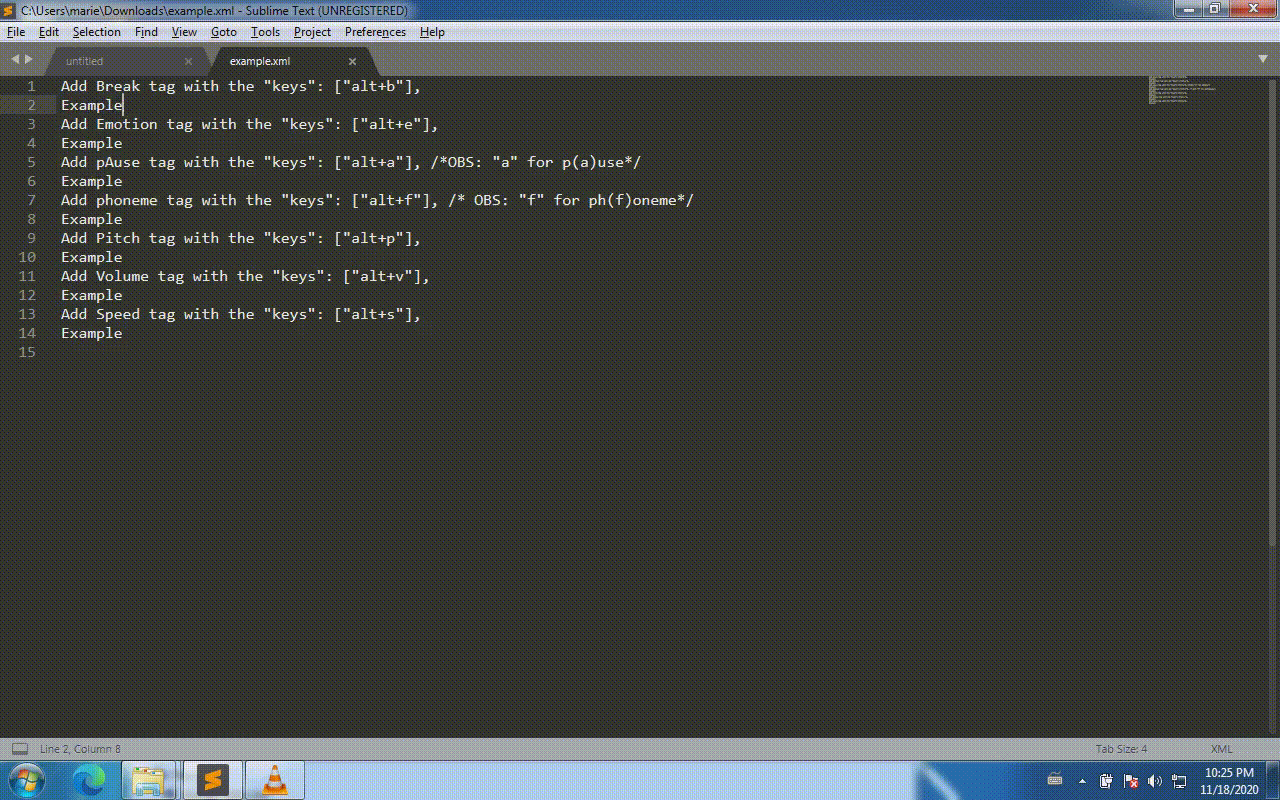 C:\Users\marie\Downloads\example.xml - Sublime Text (UNREGISTERED)
File Edit Selection Find View Goto Tools Project Preferences Help
untitled example.xml
1 Add Break tag with the "keys": ["alt+b"],
2 Example
3 Add Emotion tag with the "keys": ["alt+e"],
4 Example
5 Add pAuse tag with the "keys": ["alt+a"], /*OBS: "a" for p(a)use*/
6 Example
7 Add phoneme tag with the "keys": ["alt+f"], /* OBS: "f" for ph(f)oneme*/
8 Example
9 Add Pitch tag with the "keys": ["alt+p"],
10 Example
11 Add Volume tag with the "keys": ["alt+v"],
12 Example
13 Add Speed tag with the "keys": ["alt+s"],
14 Example
15
Line 2, Column 8 Tab Size: 4 XML
10:25 PM
11/18/2020